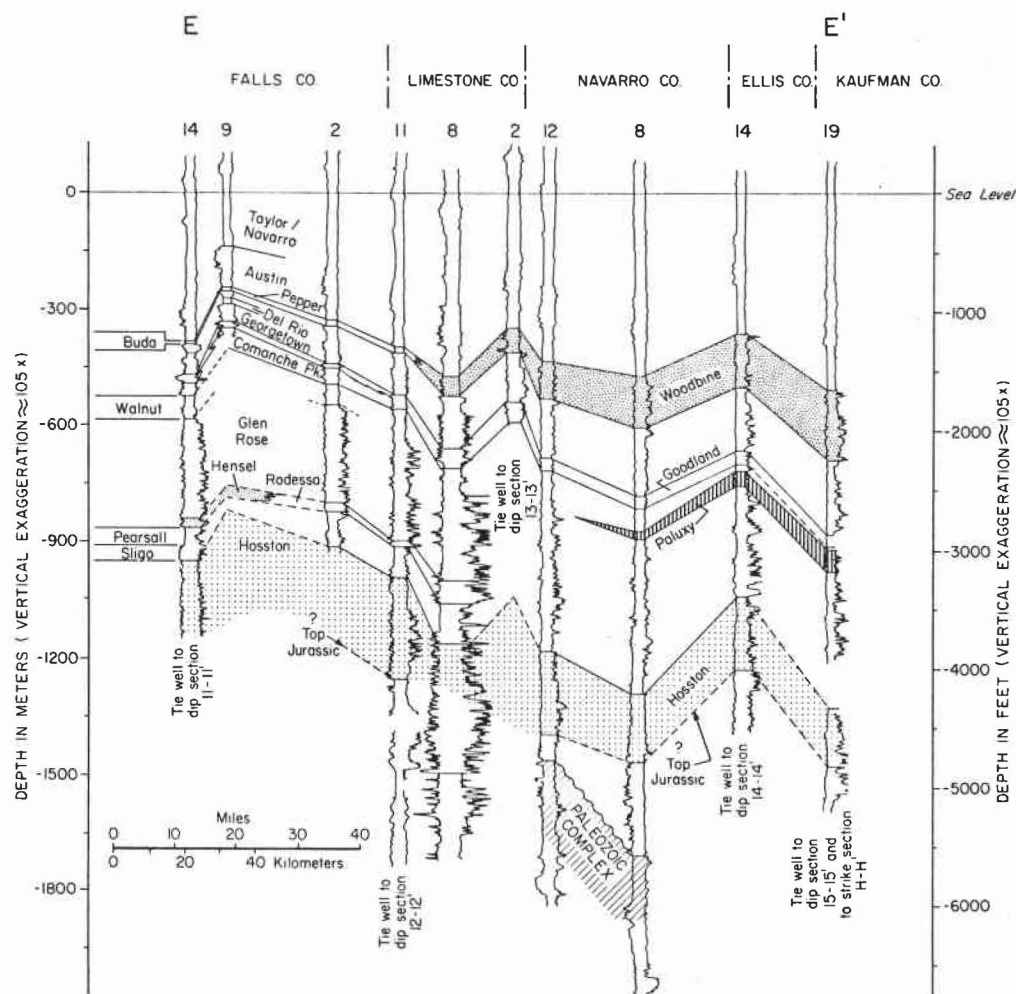 E
E'
FALLS CO.
LIMESTONE CO.
NAVARRO CO.
ELLIS CO.
KAUFMAN CO.
14
9
2
11
8
2
12
8
14
19
DEPTH IN METERS (VERTICAL EXAGGERATION≈105x)
0
-300
-600
-900
-1200
-1500
-1800
Sea Level
-1000
-2000
-3000
-4000
-5000
-6000
DEPTH IN FEET (VERTICAL EXAGGERATION≈105x)
Taylor /
Navarro
Austin
Pepper
Del Rio
Georgetown
Comanche Pk.
Buda
Walnut
Glen
Rose
Hensel
Rodessa
Pearsall
Sligo
Hosston
?
Top
Jurassic
Woodbine
Goodland
Paluxy
Hosston
?
Top
Jurassic
PALEOZOIC
COMPLEX
Tie well to
dip section
11-11'
Tie well to
dip section
12-12'
Tie well to
dip section
13-13'
Tie well to
dip section
14-14'
Tie well to
dip section
15-15' and
to strike section
H-H'
Miles
0 10 20 30 40
0 20 40
Kilometers